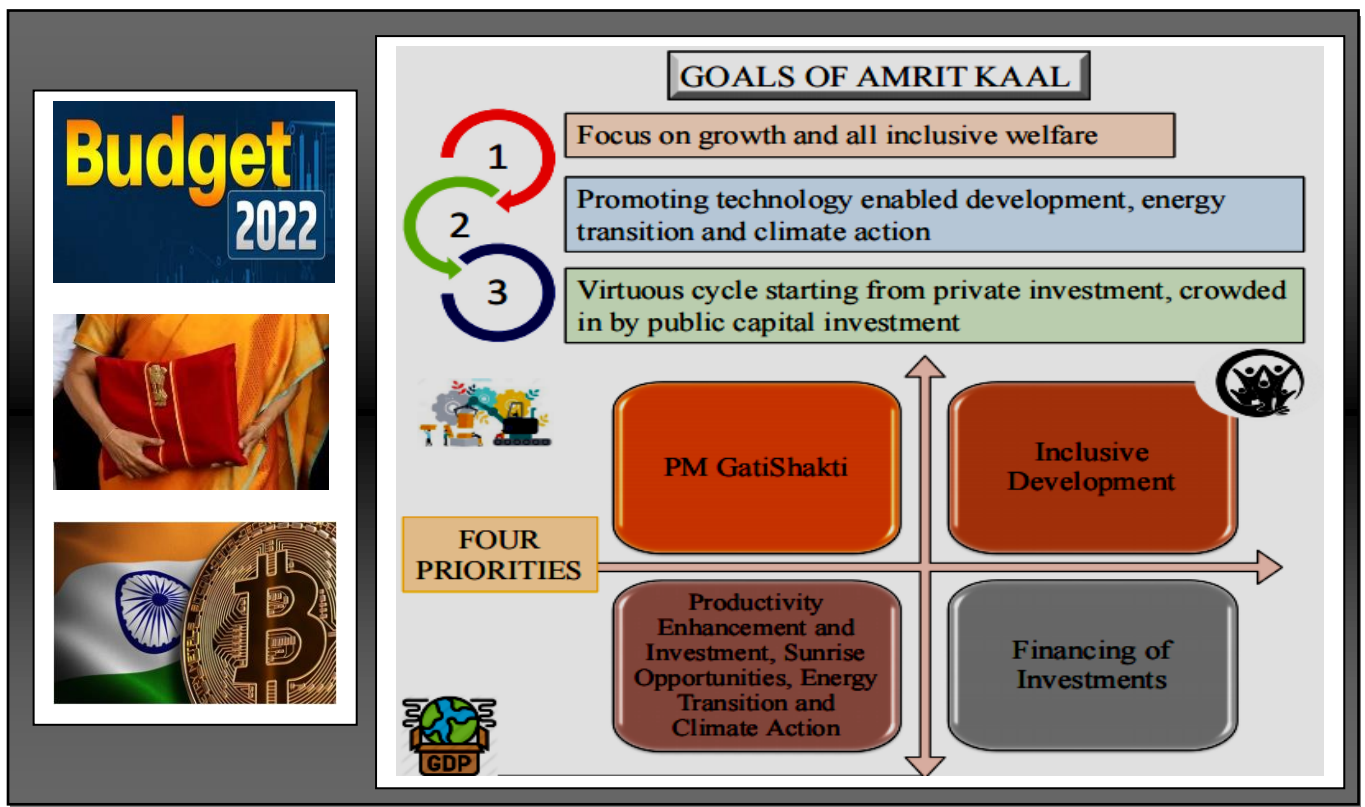 Budget
2022
GOALS OF AMRIT KAAL
1
Focus on growth and all inclusive welfare
2
Promoting technology enabled development, energy
transition and climate action
3
Virtuous cycle starting from private investment, crowded
in by public capital investment
PM GatiShakti
Inclusive
Development
FOUR
PRIORITIES
Productivity
Enhancement and
Investment, Sunrise
Opportunities, Energy
Transition and
Climate Action
Financing of
Investments
GDP